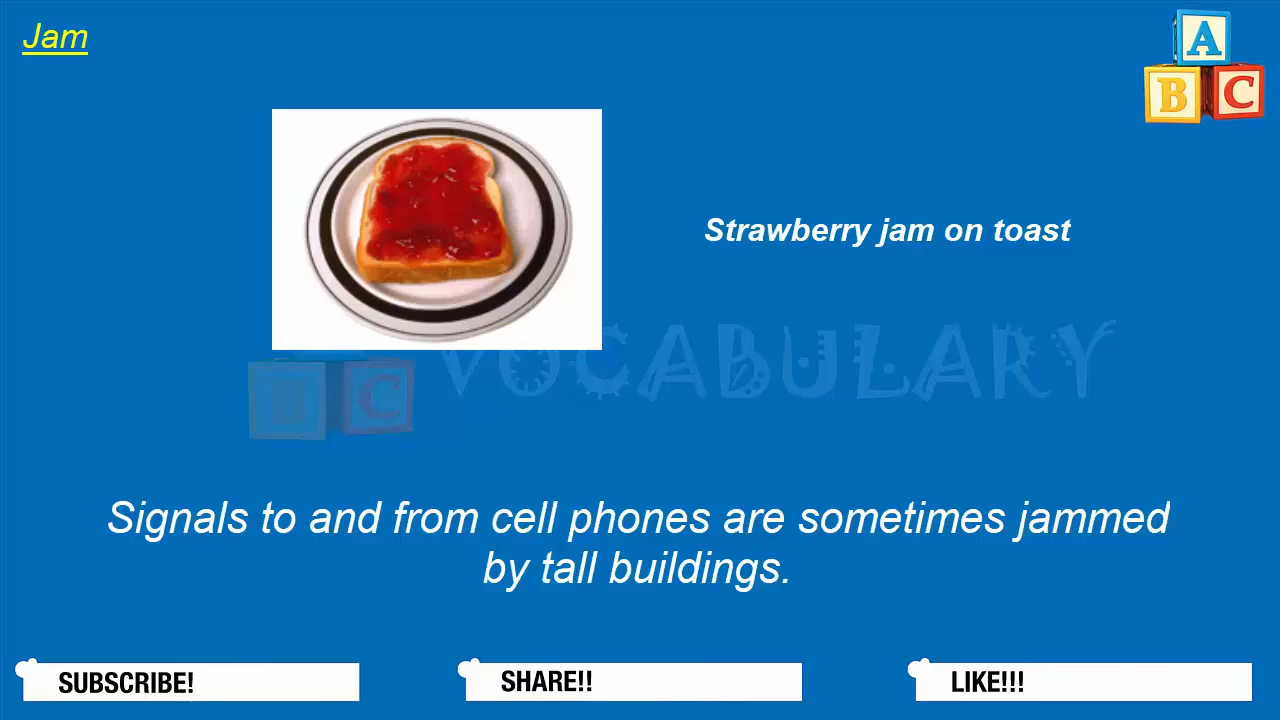 Jam
A
B C
Strawberry jam on toast
VOCABULARY
C
Signals to and from cell phones are sometimes jammed
by tall buildings.
SUBSCRIBE!
SHARE!!
LIKE!!!